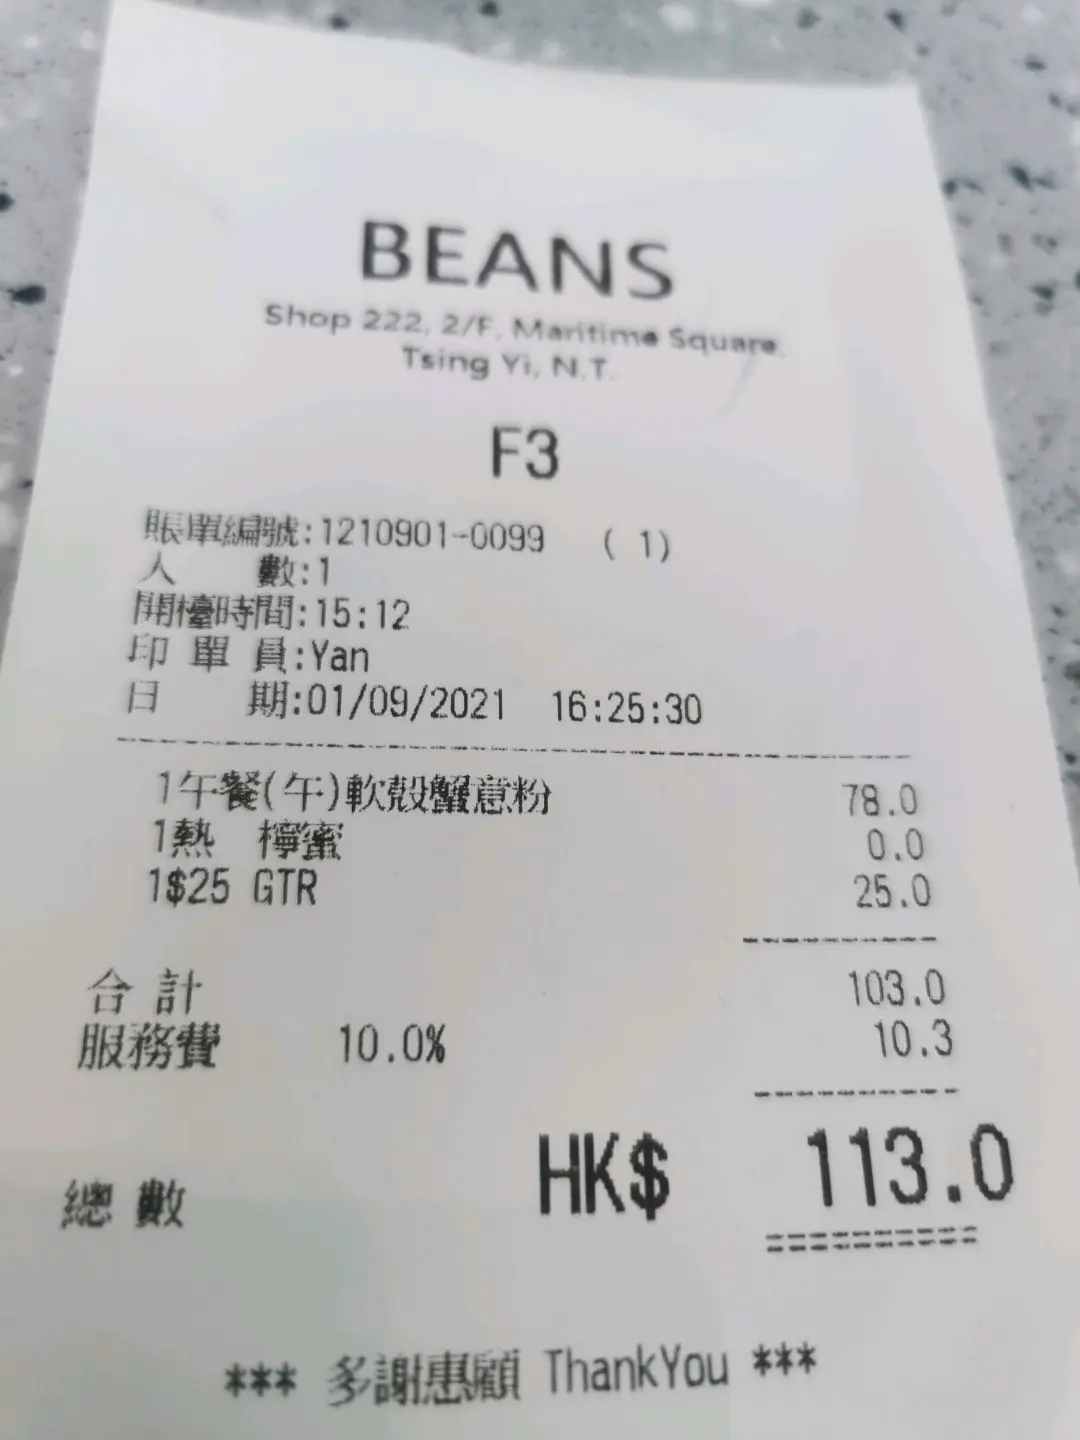 BEANS
Shop 222, 2/F, Maritime Square,
Tsing Yi, N.T.
F3
賬單編號:1210901-0099 (1)
人 數:1
開檯時間:15:12
印單員:Yan
日 期:01/09/2021 16:25:30
1午餐(午)軟殼蟹意粉 78.0
1熱 檸蜜 0.0
1$25 GTR 25.0
合計 103.0
服務費 10.0% 10.3
總數 HK$ 113.0
*** 多謝惠顧 ThankYou ***